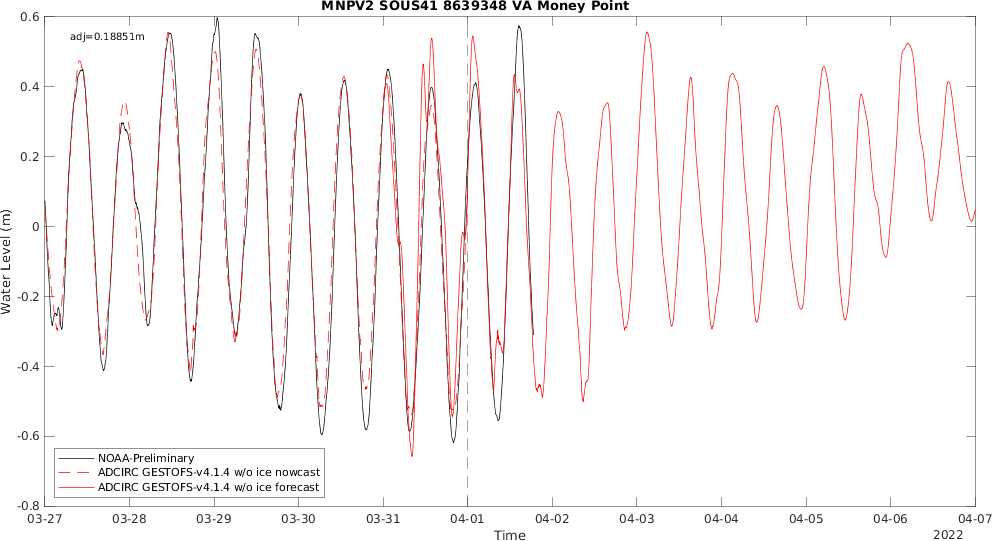 MNPV2 SOUS41 8639348 VA Money Point
adj=0.18851m
0.6
0.4
0.2
0
-0.2
-0.4
-0.6
-0.8
Water Level (m)
NOAA-Preliminary
ADCIRC GESTOFS-v4.1.4 w/o ice nowcast
ADCIRC GESTOFS-v4.1.4 w/o ice forecast
03-27 03-28 03-29 03-30 03-31 04-01 04-02 04-03 04-04 04-05 04-06 04-07
Time
2022